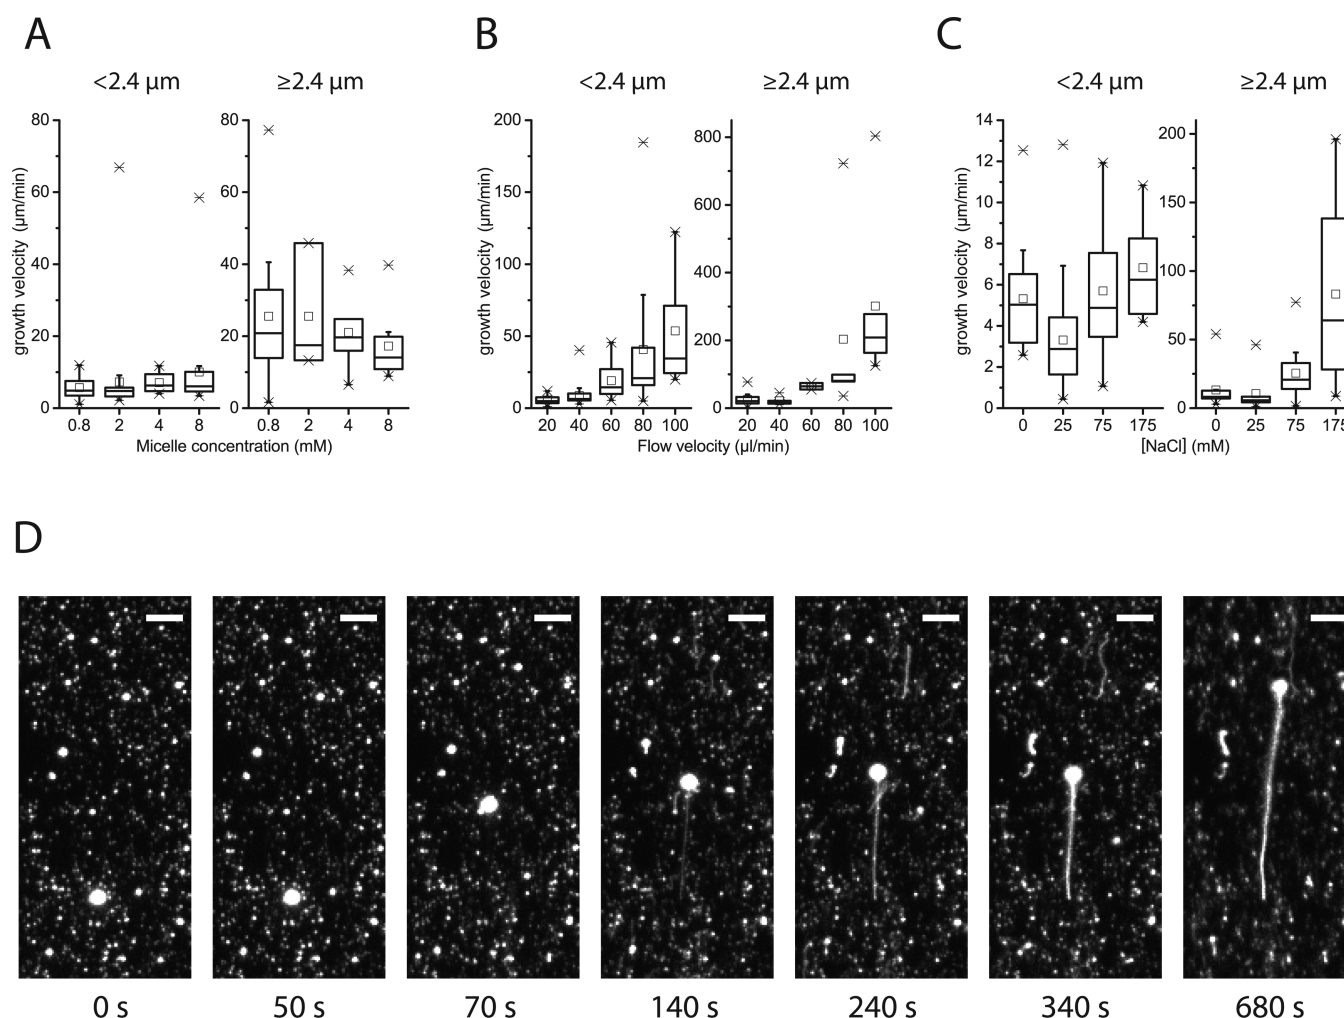 A
B
C
<2.4 µm
≥2.4 µm
<2.4 µm
≥2.4 µm
<2.4 µm
≥2.4 µm
growth velocity (µm/min)
80
60
40
20
0
0.8 2 4 8
80
60
40
20
0
0.8 2 4 8
Micelle concentration (mM)
growth velocity (µm/min)
200
150
100
50
0
20 40 60 80 100
800
600
400
200
0
20 40 60 80 100
Flow velocity (µl/min)
growth velocity (µm/min)
14
12
10
8
6
4
2
0
0 25 75 175
200
150
100
50
0
0 25 75 175
[NaCl] (mM)
D
0 s
50 s
70 s
140 s
240 s
340 s
680 s